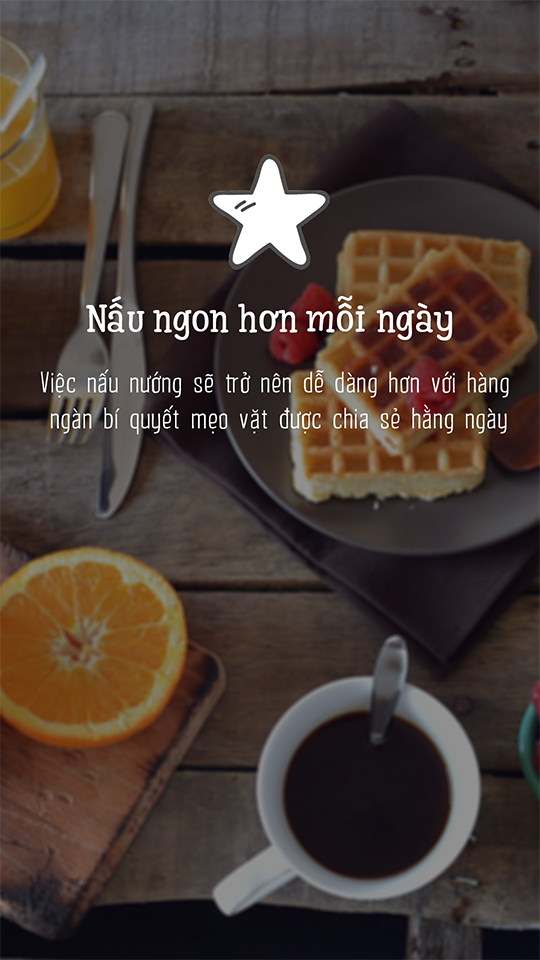 Nấu ngon hơn mỗi ngày
Việc nấu nướng sẽ trở nên dễ dàng hơn với hàng
ngàn bí quyết mẹo vặt được chia sẻ hằng ngày